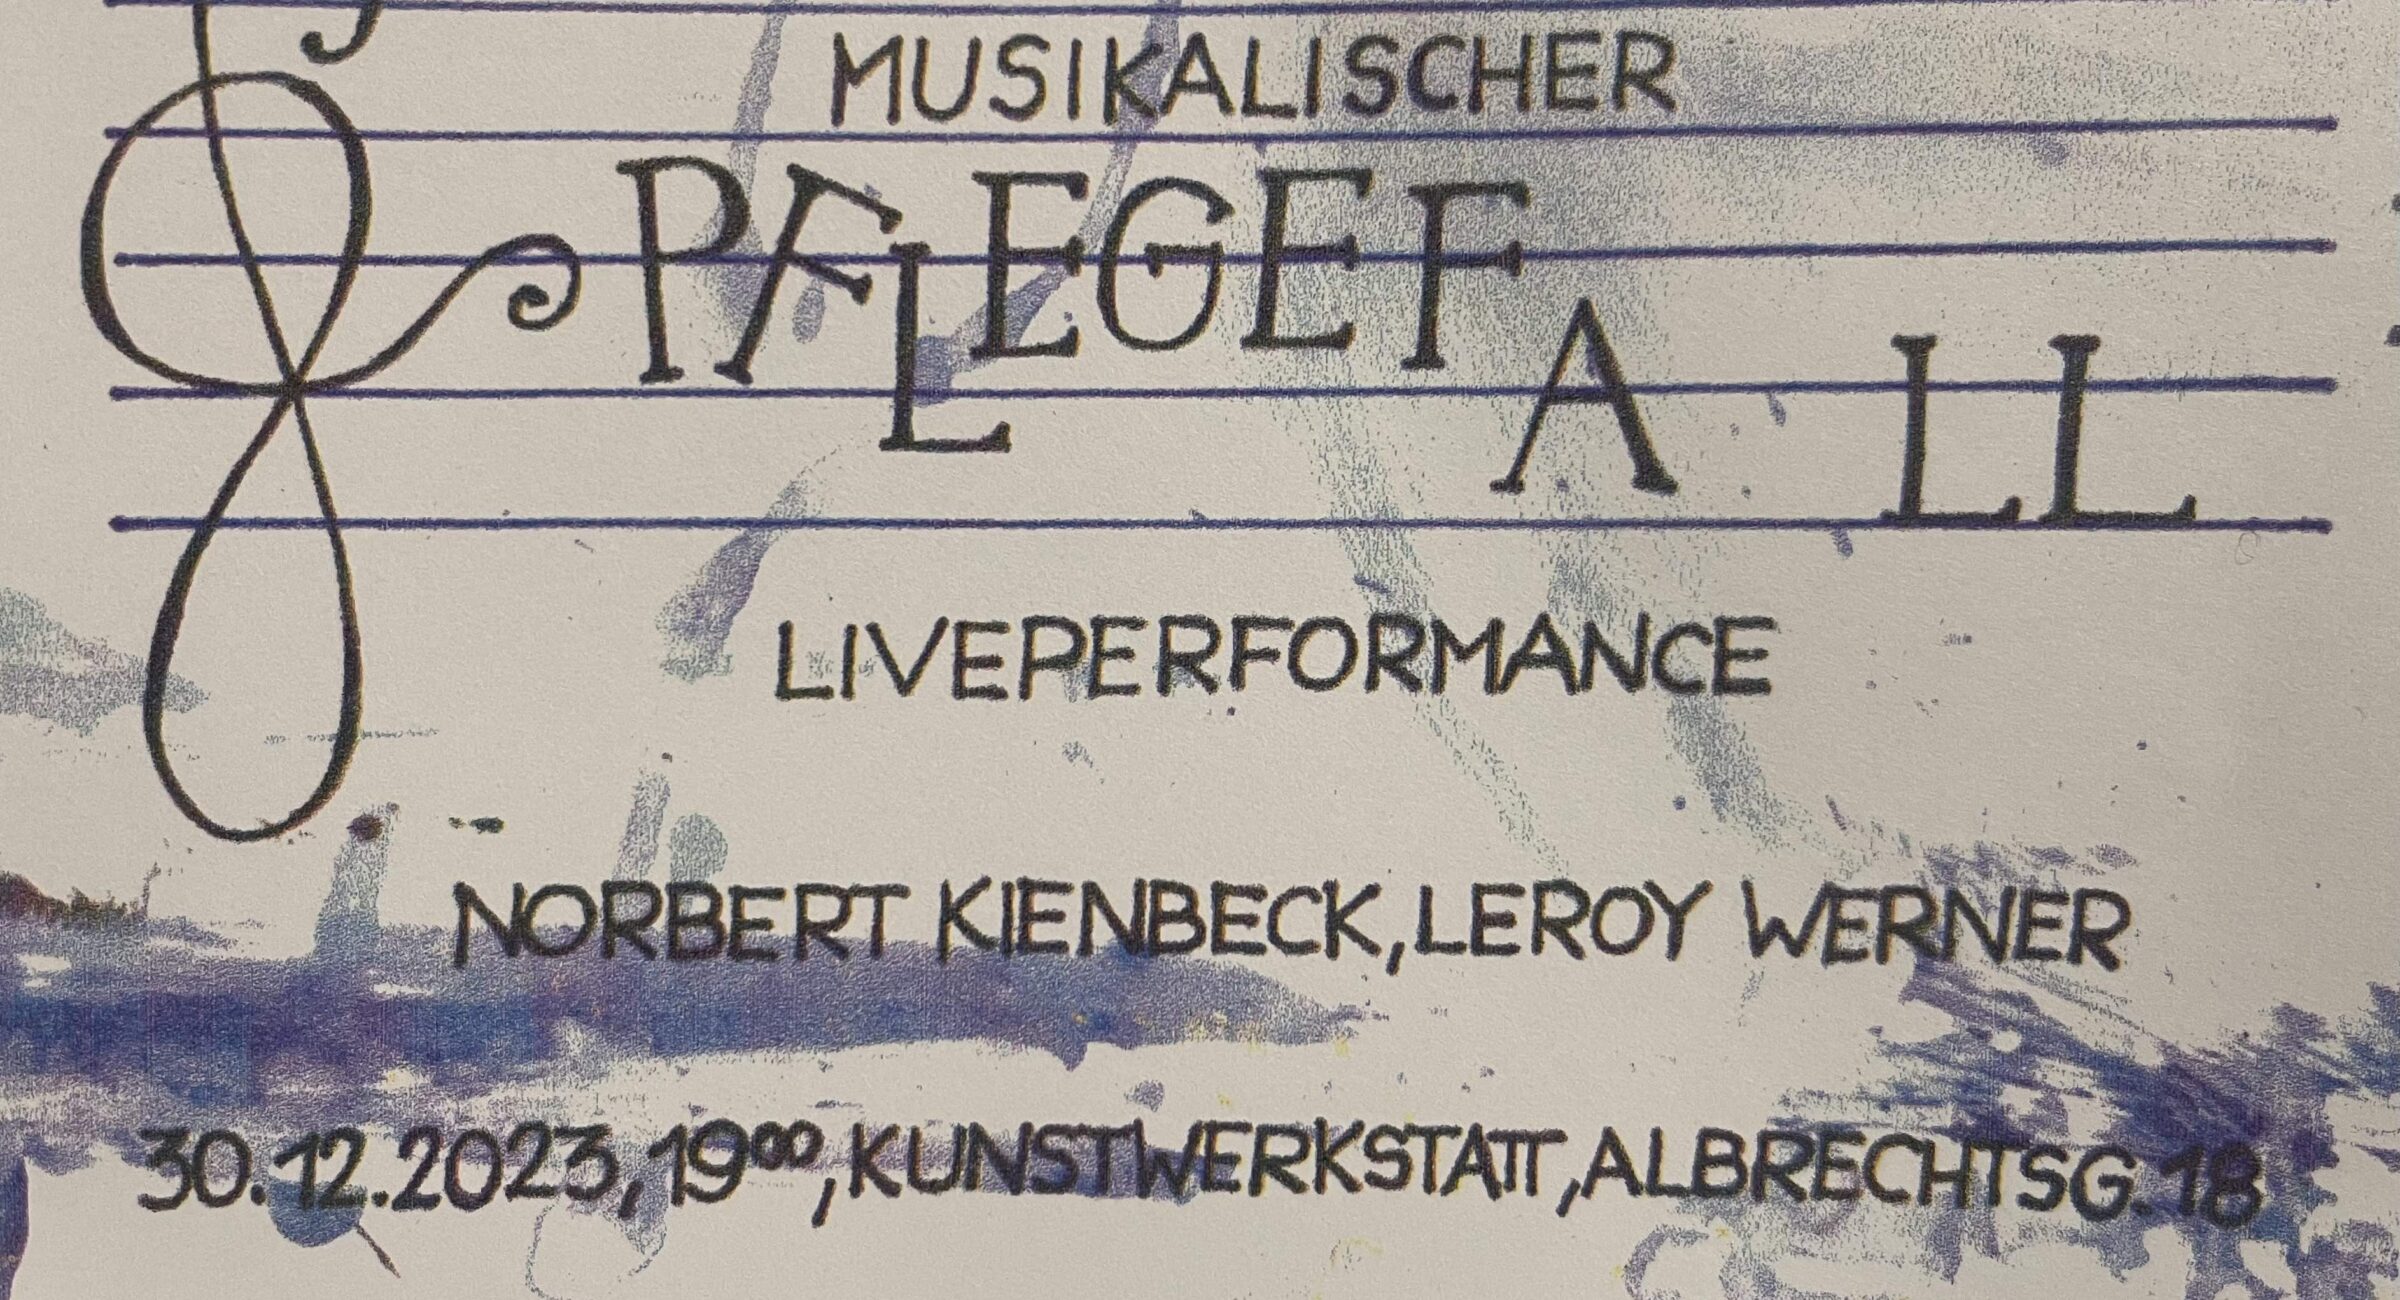 MUSIKALISCHER
PFLEGEFALL
LIVEPERFORMANCE
NORBERT KIENBECK, LEROY WERNER
30.12.2023, 19⁰⁰, KUNSTWERKSTATT, ALBRECHTSG. 18